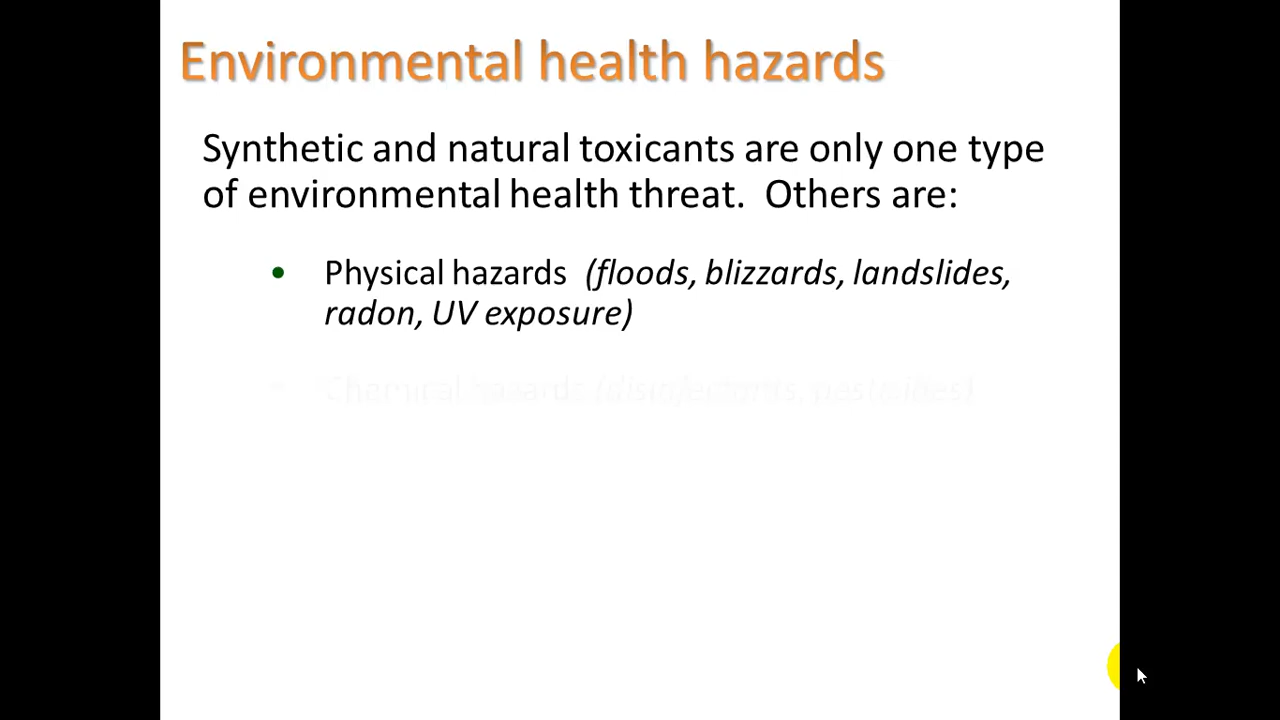 Environmental health hazards
Synthetic and natural toxicants are only one type
of environmental health threat.  Others are:
• Physical hazards  (floods, blizzards, landslides,
radon, UV exposure)
• Chemical hazards (disinfectants, pesticides)